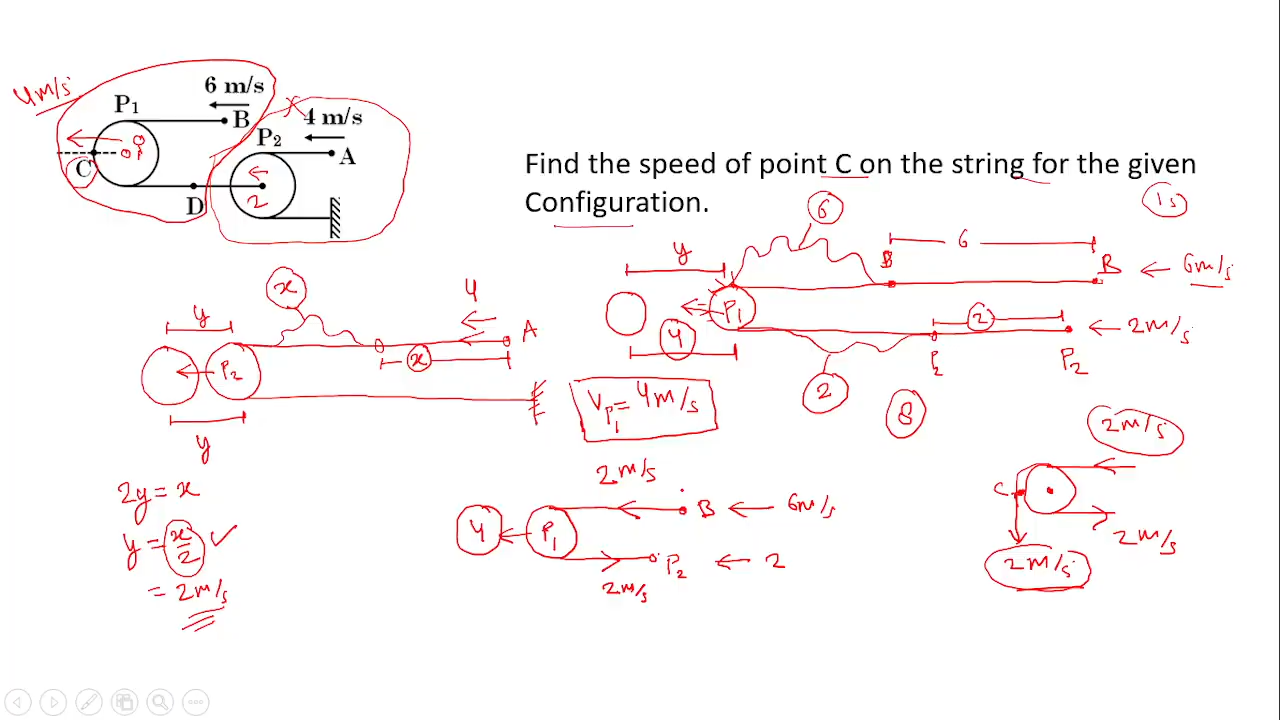 4m/s
6 m/s
P1
B
4 m/s
P2
A
C
D
2
Find the speed of point C on the string for the given
Configuration.
1s
6
6
y
B
B
6m/s
P1
4
2
2m/s
P2
P2
2
8
x
y
4
A
x
P2
y
VP1 = 4m/s
2m/s
2y = x
y = x/2
= 2m/s
4
P1
B
6m/s
P2
2
2m/s
2m/s
C
2m/s
2m/s